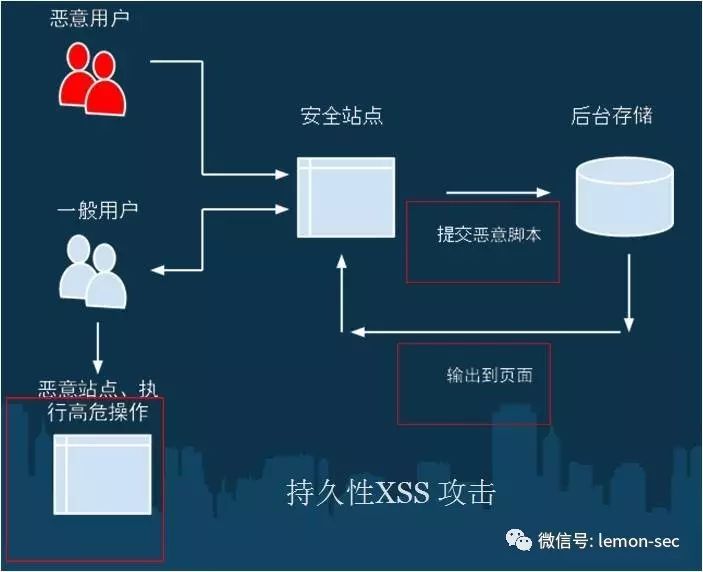 恶意用户
安全站点
后台存储
一般用户
提交恶意脚本
输出到页面
恶意站点、执
行高危操作
持久性XSS 攻击
微信号: lemon-sec